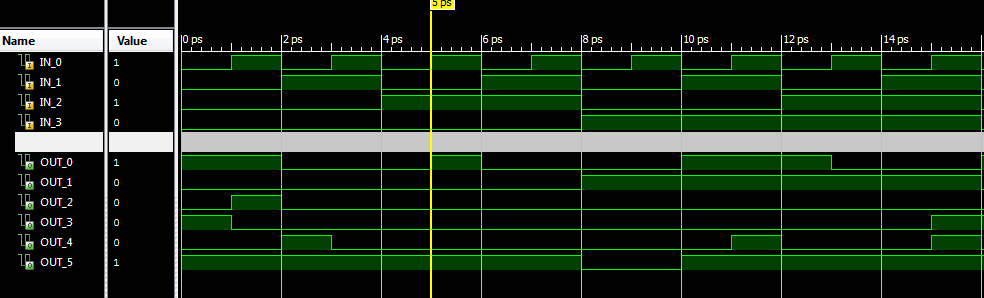 5 ps
Name Value
0 ps 2 ps 4 ps 6 ps 8 ps 10 ps 12 ps 14 ps
IN_0 1
IN_1 0
IN_2 1
IN_3 0
OUT_0 1
OUT_1 0
OUT_2 0
OUT_3 0
OUT_4 0
OUT_5 1